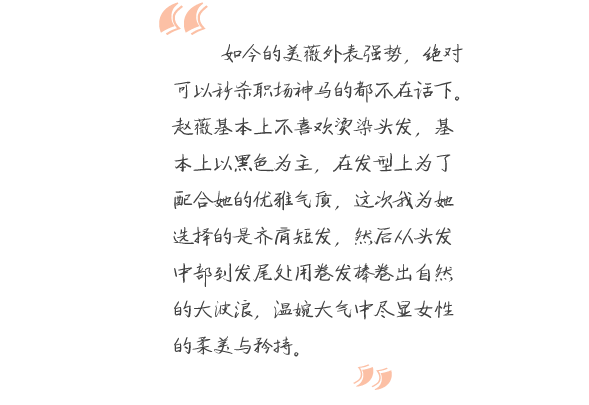 如今的美薇外表强势，绝对
可以秒杀职场神马的都不在话下。
赵薇基本上不喜欢染染头发，基
本上以黑色为主，在发型上为了
配合她的优雅气质，这次我为她
选择的是齐肩短发，然后从头发
中部到发尾处用卷发棒卷出自然
的大波浪，温婉大气中尽显女性
的柔美与矜持。